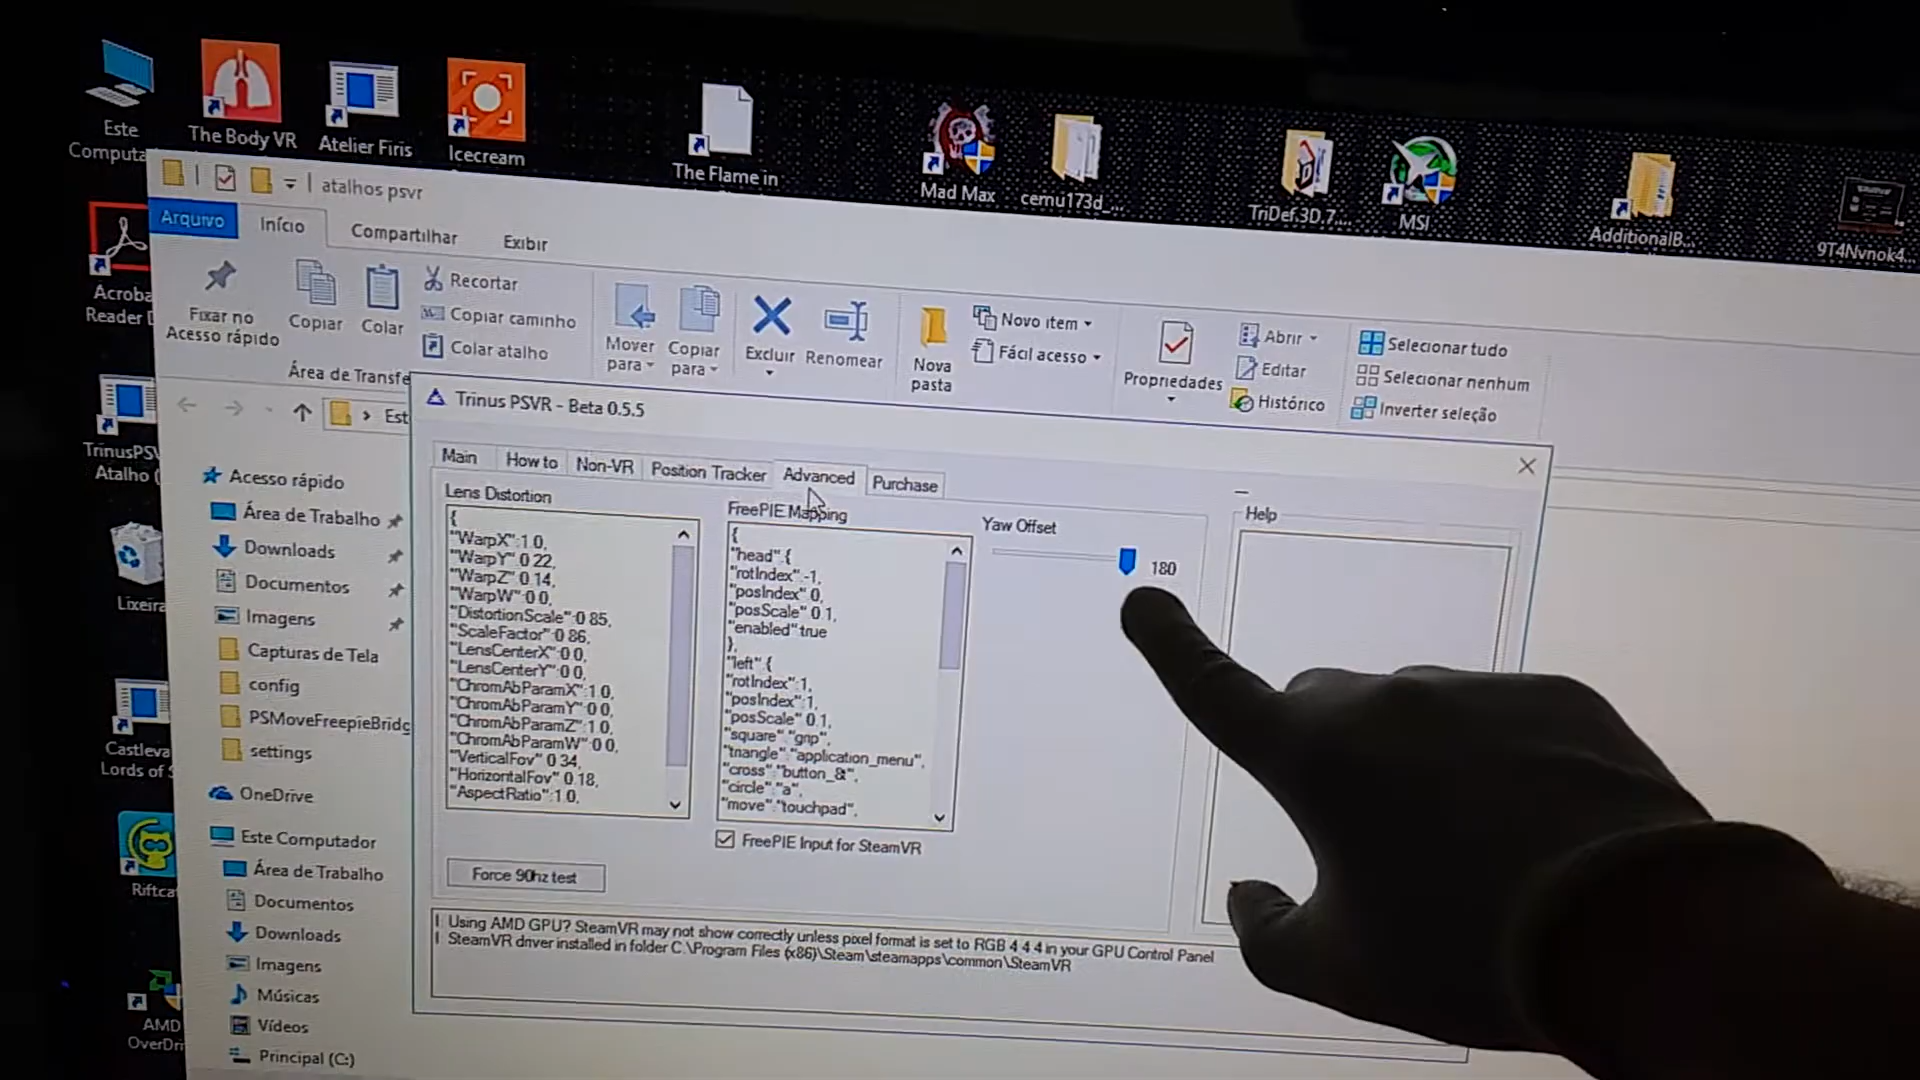 Este
Computa
The Body VR
Atelier Firis
Icecream
The Flame in
Mad Max
cemu173d_...
TriDef.3D.7....
MSI
AdditionalB...
9T4Nvnok4...
atalhos psvr
Arquivo
Início
Compartilhar
Exibir
Fixar no
Acesso rápido
Copiar
Colar
Recortar
Copiar caminho
Colar atalho
Área de Transfe
Mover
para
Copiar
para
Excluir
Renomear
Nova
pasta
Novo item
Fácil acesso
Propriedades
Abrir
Editar
Histórico
Selecionar tudo
Selecionar nenhum
Inverter seleção
Acroba
Reader D
TrinusPSV
Atalho (
Lixeira
Castleva
Lords of S
Riftca
AMD
OverDri
Est
Acesso rápido
Área de Trabalho
Downloads
Documentos
Imagens
Capturas de Tela
config
PSMoveFreepieBridg
settings
OneDrive
Este Computador
Área de Trabalho
Documentos
Downloads
Imagens
Músicas
Vídeos
Principal (C:)
Trinus PSVR - Beta 0.5.5
Main
How to
Non-VR
Position Tracker
Advanced
Purchase
Lens Distortion
{
"WarpX":1.0,
"WarpY":0.22,
"WarpZ":0.14,
"WarpW":0.0,
"DistortionScale":0.85,
"ScaleFactor":0.86,
"LensCenterX":0.0,
"LensCenterY":0.0,
"ChromAbParamX":1.0,
"ChromAbParamY":0.0,
"ChromAbParamZ":1.0,
"ChromAbParamW":0.0,
"VerticalFov":0.34,
"HorizontalFov":0.18,
"AspectRatio":1.0,
Force 90hz test
FreePIE Mapping
{
"head":{
"rotIndex":-1,
"posIndex":0,
"posScale":0.1,
"enabled":true
},
"left":{
"rotIndex":1,
"posIndex":1,
"posScale":0.1,
"square":"grip",
"triangle":"application_menu",
"cross":"button_&",
"circle":"a",
"move":"touchpad",
FreePIE Input for SteamVR
Yaw Offset
180
Help
! Using AMD GPU? SteamVR may not show correctly unless pixel format is set to RGB 4:4:4 in your GPU Control Panel
! SteamVR driver installed in folder C:\Program Files (x86)\Steam\steamapps\common\SteamVR